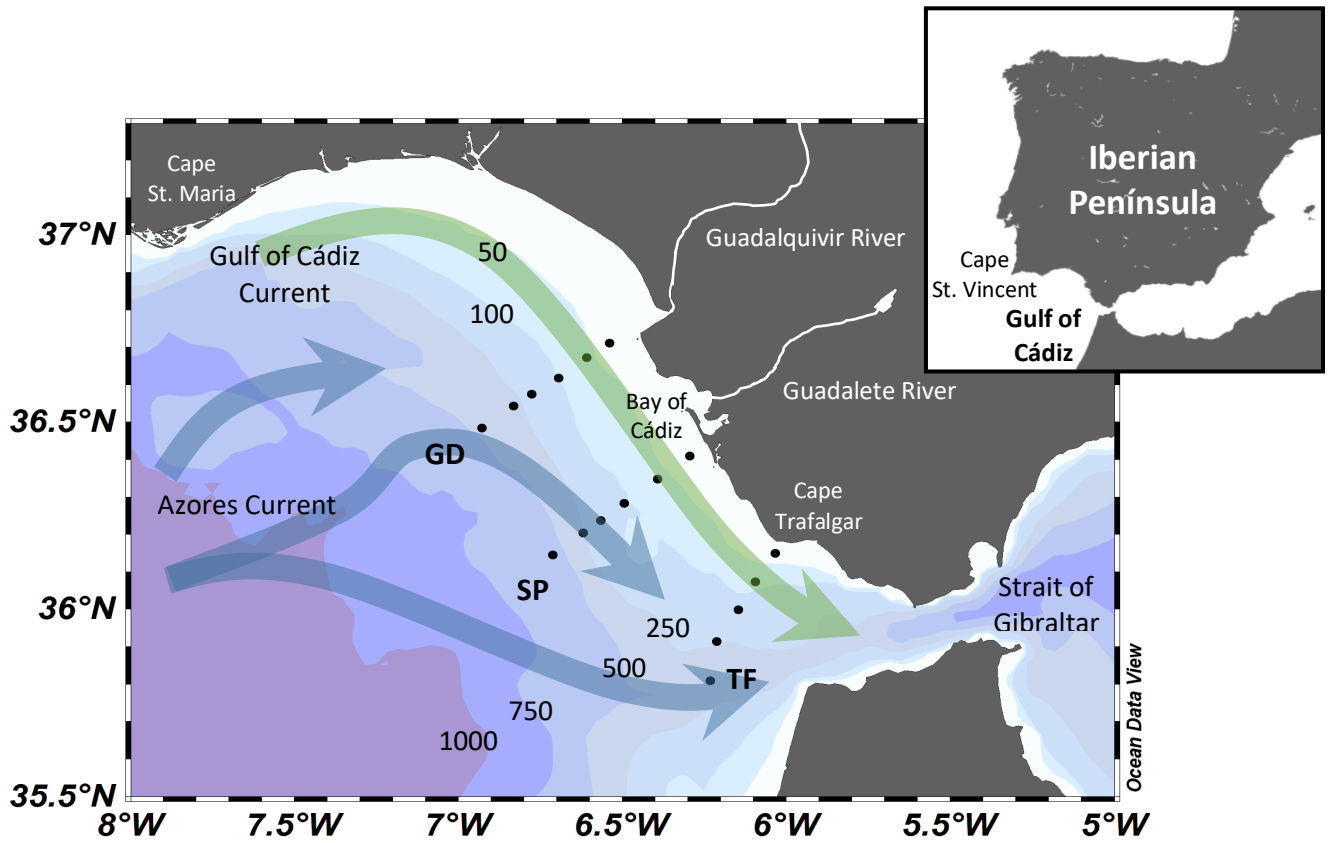 Iberian
Península
Cape
St. Vincent
Gulf of
Cádiz
Cape
St. Maria
37°N
Gulf of Cádiz
Current
50
100
Guadalquivir River
Guadalete River
Bay of
Cádiz
36.5°N
GD
Azores Current
Cape
Trafalgar
SP
36°N
Strait of
Gibraltar
250
500
TF
750
1000
Ocean Data View
35.5°N
8°W
7.5°W
7°W
6.5°W
6°W
5.5°W
5°W